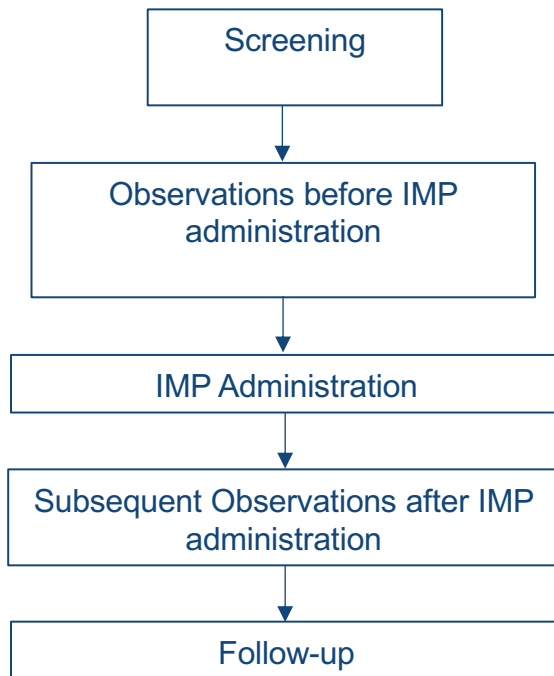 Screening
Observations before IMP
administration
IMP Administration
Subsequent Observations after IMP
administration
Follow-up